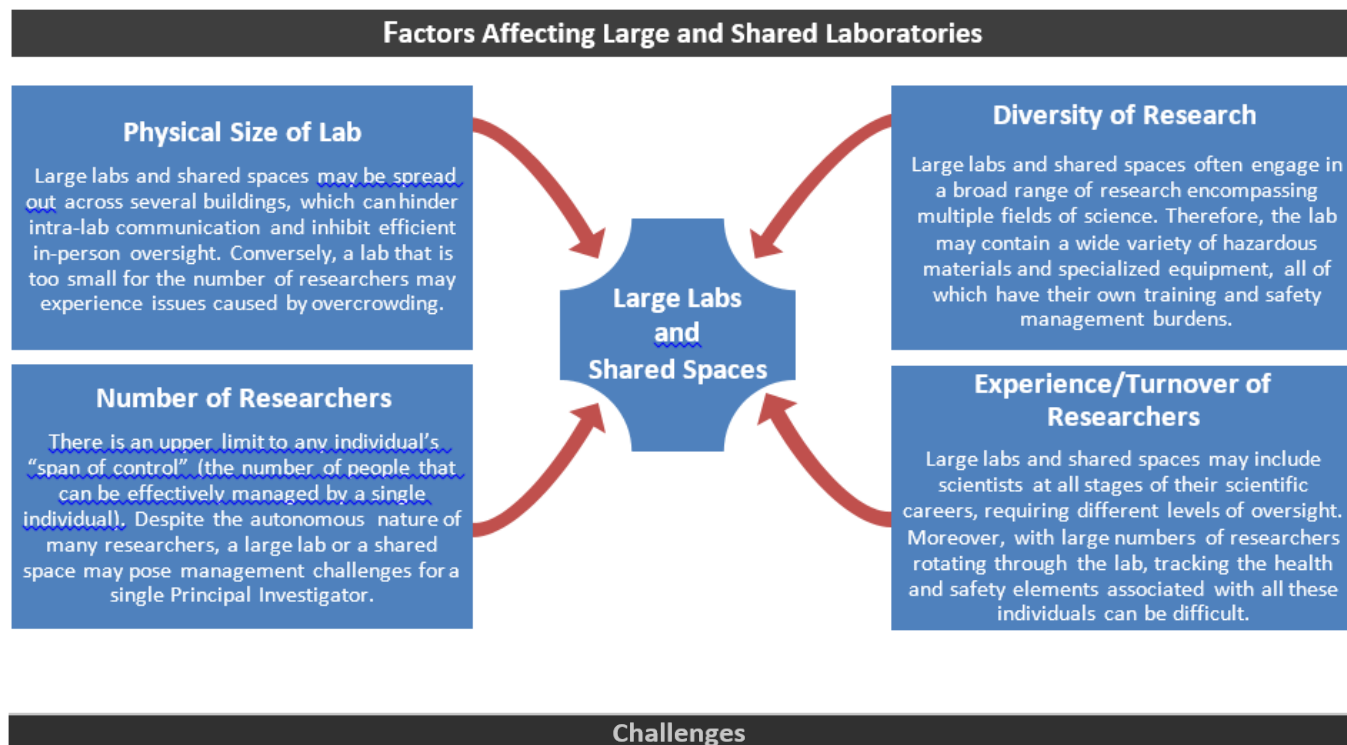 Factors Affecting Large and Shared Laboratories
Physical Size of Lab
Large labs and shared spaces may be spread
out across several buildings, which can hinder
intra-lab communication and inhibit efficient
in-person oversight. Conversely, a lab that is
too small for the number of researchers may
experience issues caused by overcrowding.
Diversity of Research
Large labs and shared spaces often engage in
a broad range of research encompassing
multiple fields of science. Therefore, the lab
may contain a wide variety of hazardous
materials and specialized equipment, all of
which have their own training and safety
management burdens.
Large Labs
and
Shared Spaces
Number of Researchers
There is an upper limit to any individual’s
“span of control” (the number of people that
can be effectively managed by a single
individual). Despite the autonomous nature of
many researchers, a large lab or a shared
space may pose management challenges for a
single Principal Investigator.
Experience/Turnover of
Researchers
Large labs and shared spaces may include
scientists at all stages of their scientific
careers, requiring different levels of oversight.
Moreover, with large numbers of researchers
rotating through the lab, tracking the health
and safety elements associated with all these
individuals can be difficult.
Challenges